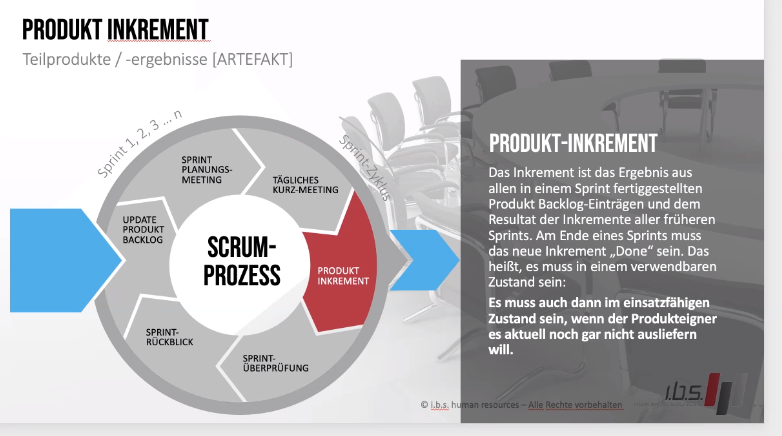 PRODUKT INKREMENT
Teilprodukte / -ergebnisse [ARTEFAKT]
Sprint 1, 2, 3 ... n
Sprint-Zyklus
SPRINT
PLANUNGS-
MEETING
TÄGLICHES
KURZ-MEETING
UPDATE
PRODUKT
BACKLOG
SCRUM-
PROZESS
PRODUKT
INKREMENT
SPRINT-
RÜCKBLICK
SPRINT-
ÜBERPRÜFUNG
PRODUKT-INKREMENT
Das Inkrement ist das Ergebnis aus
allen in einem Sprint fertiggestellten
Produkt Backlog-Einträgen und dem
Resultat der Inkremente aller früheren
Sprints. Am Ende eines Sprints muss
das neue Inkrement „Done“ sein. Das
heißt, es muss in einem verwendbaren
Zustand sein:
Es muss auch dann im einsatzfähigen
Zustand sein, wenn der Produkteigner
es aktuell noch gar nicht ausliefern
will.
i.b.s.
© i.b.s. human resources – Alle Rechte vorbehalten